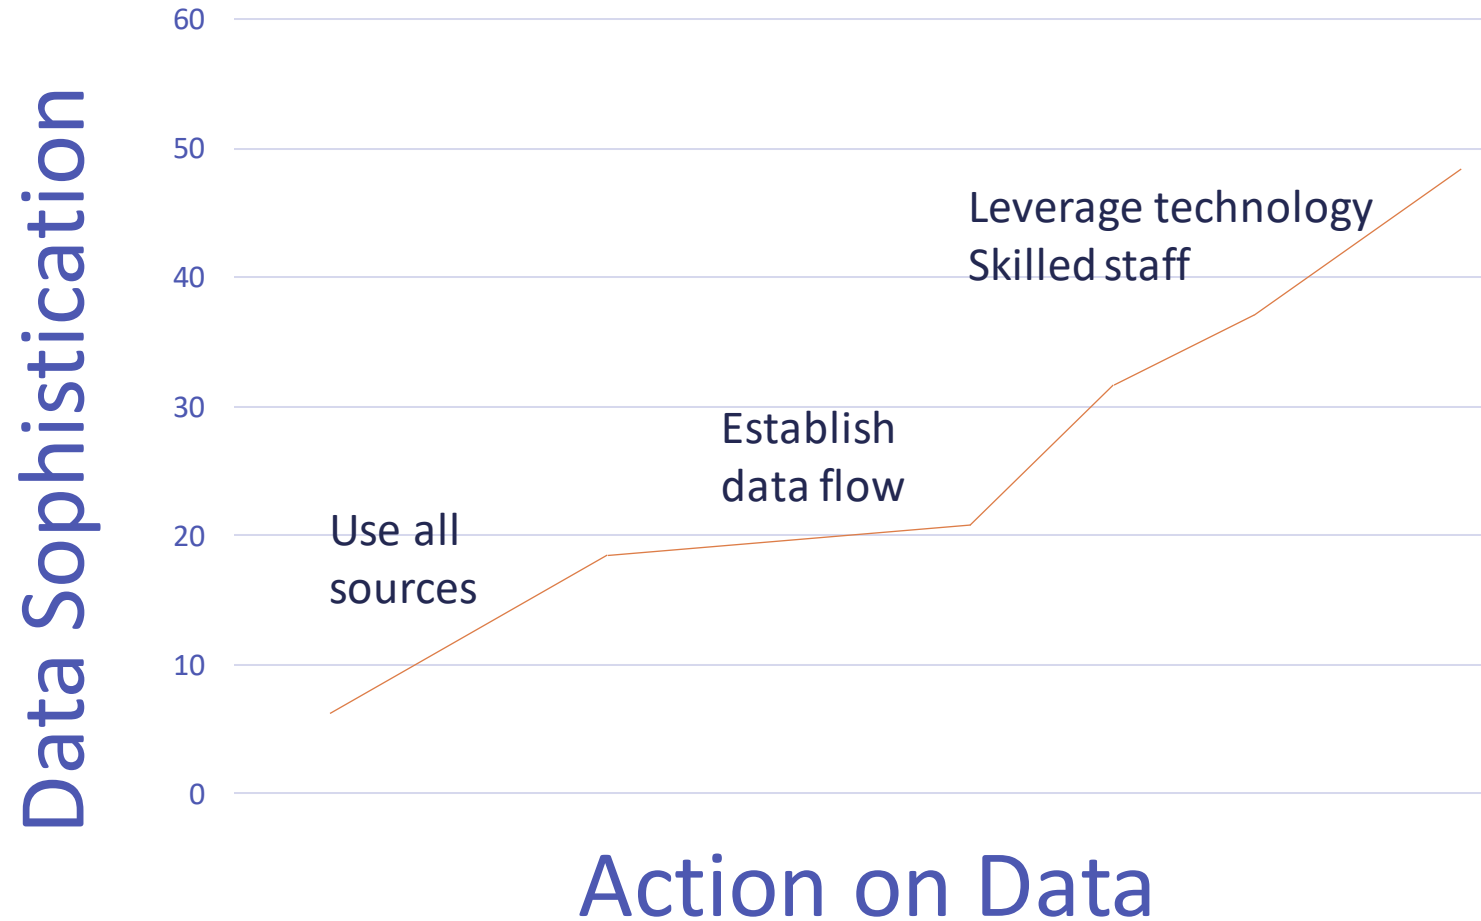 Data Sophistication
60
50
40
30
20
10
0
Leverage technology
Skilled staff
Establish
data flow
Use all
sources
Action on Data